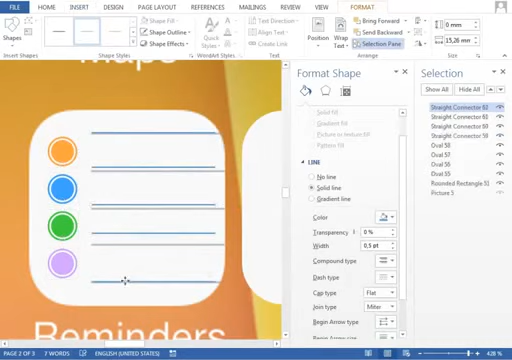 FILE HOME INSERT DESIGN PAGE LAYOUT REFERENCES MAILINGS REVIEW VIEW FORMAT
Shapes
Shape Fill
Shape Outline
Shape Effects
Quick Styles
Text Direction
Align Text
Create Link
Position
Wrap Text
Bring Forward
Send Backward
Selection Pane
0 mm
15,26 mm
Insert Shapes Shape Styles WordArt Styles Text Arrange Size
Maps
Reminders
Format Shape
Solid fill
Gradient fill
Picture or texture fill
Pattern fill
LINE
No line
Solid line
Gradient line
Color
Transparency 0 %
Width 0,5 pt
Compound type
Dash type
Cap type Flat
Join type Miter
Begin Arrow type
Begin Arrow size
Selection
Show All Hide All
Straight Connector 62
Straight Connector 61
Straight Connector 60
Straight Connector 59
Oval 58
Oval 57
Oval 56
Oval 55
Rounded Rectangle 51
Picture 5
PAGE 2 OF 3 7 WORDS ENGLISH (UNITED STATES) 428 %